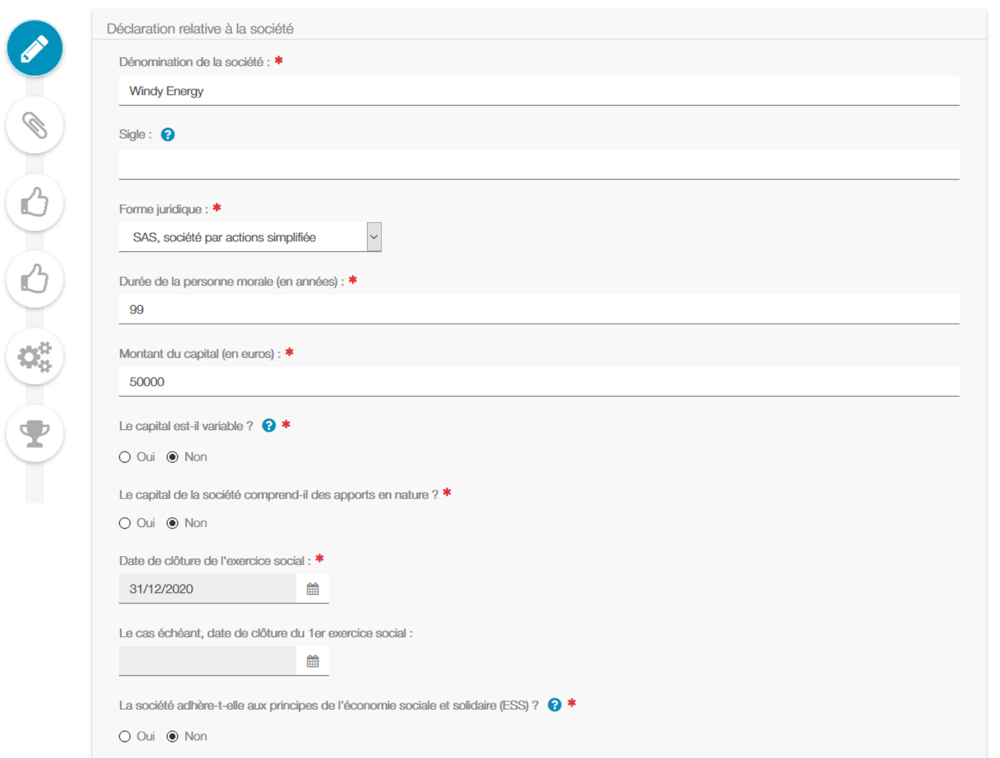 Déclaration relative à la société
Dénomination de la société : *
Windy Energy
Sigle : ?
Forme juridique : *
SAS, société par actions simplifiée
Durée de la personne morale (en années) : *
99
Montant du capital (en euros) : *
50000
Le capital est-il variable ? ? *
Oui Non
Le capital de la société comprend-il des apports en nature ? *
Oui Non
Date de clôture de l'exercice social : *
31/12/2020
Le cas échéant, date de clôture du 1er exercice social :
La société adhère-t-elle aux principes de l'économie sociale et solidaire (ESS) ? ? *
Oui Non